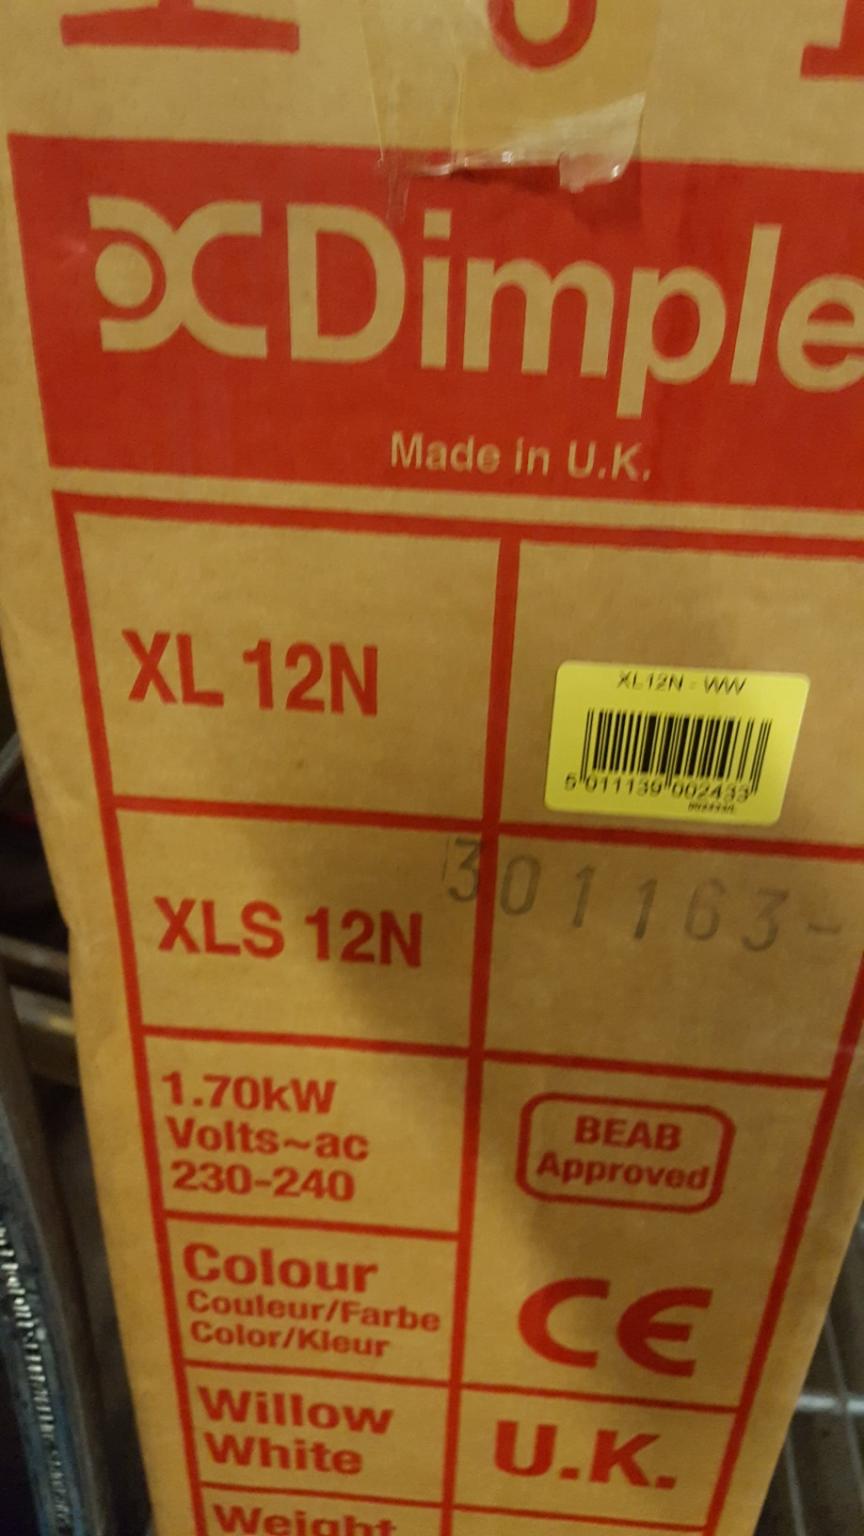 Dimple
Made in U.K.
XL 12N
XL12N - WW
5 011139 002433
XLS 12N
301163-
1.70kW
Volts~ac
230-240
BEAB
Approved
Colour
Couleur/Farbe
Color/Kleur
CE
Willow
White
U.K.
Weight